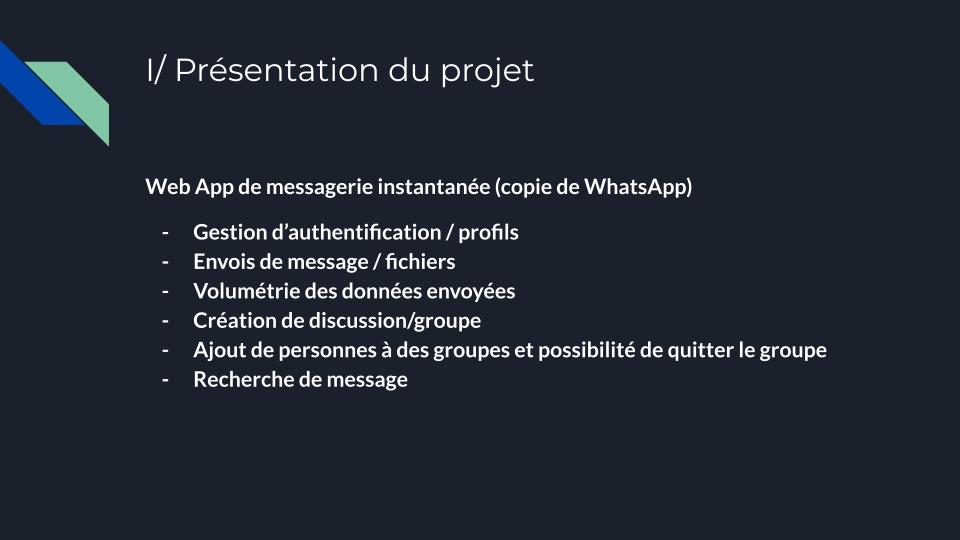 I/ Présentation du projet
Web App de messagerie instantanée (copie de WhatsApp)
- Gestion d’authentification / profils
- Envois de message / fichiers
- Volumétrie des données envoyées
- Création de discussion/groupe
- Ajout de personnes à des groupes et possibilité de quitter le groupe
- Recherche de message